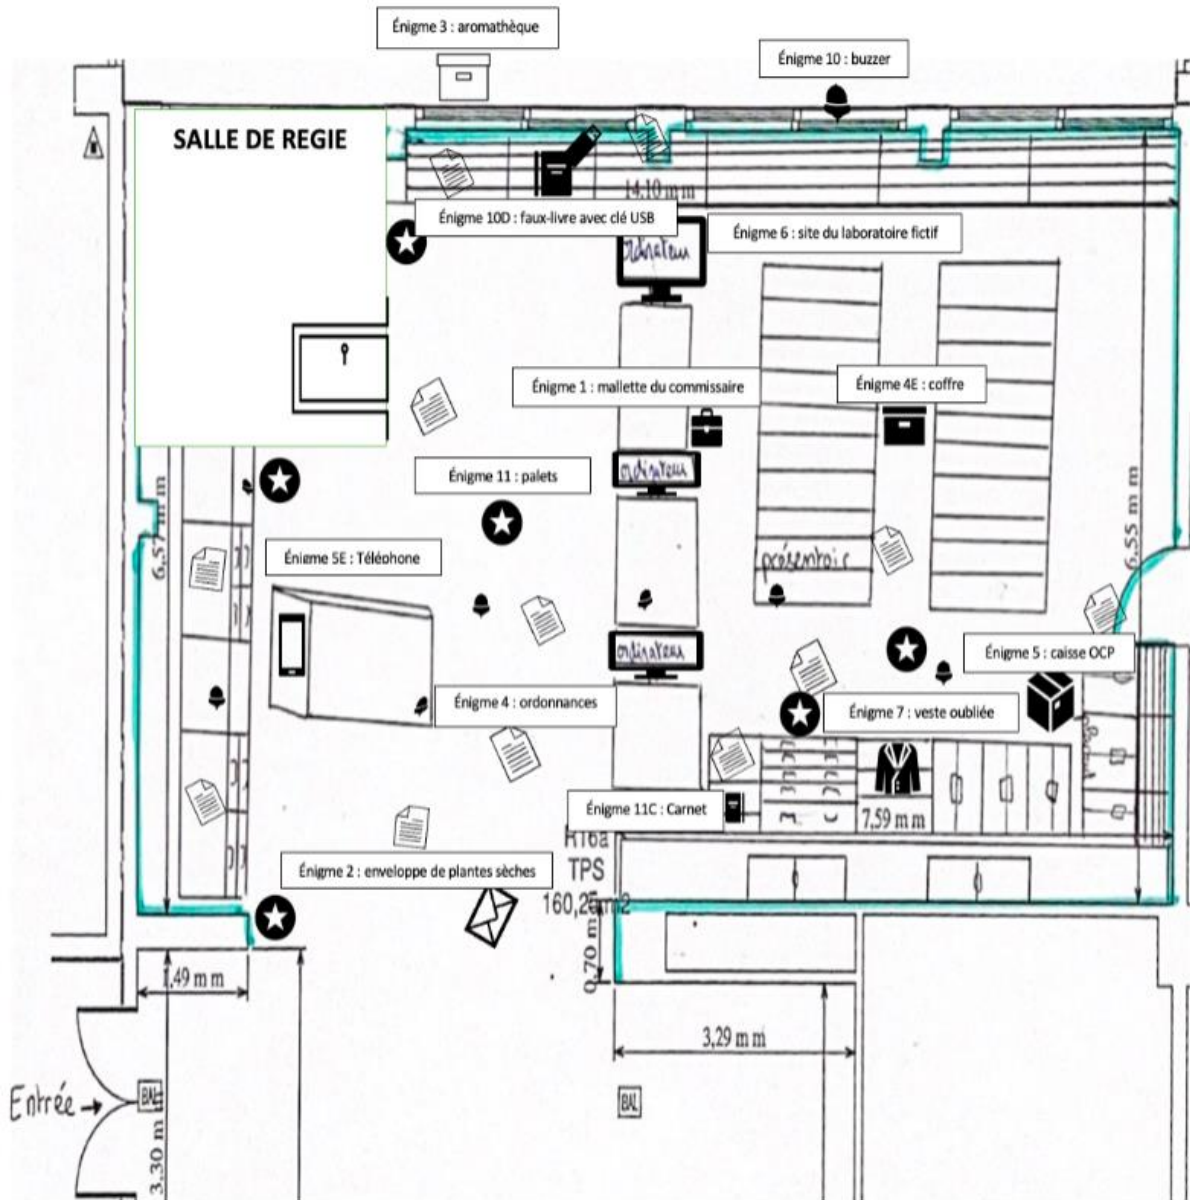 Énigme 3 : aromathèque
Énigme 10 : buzzer
SALLE DE REGIE
14,10 m m
Énigme 10D : faux-livre avec clé USB
Énigme 6 : site du laboratoire fictif
ordinateur
Énigme 1 : mallette du commissaire
Énigme 4E : coffre
Énigme 11 : palets
ordinateur
6,57 m m
6,55 m m
Énigme 5E : Téléphone
présentoir
ordinateur
Énigme 5 : caisse OCP
Énigme 4 : ordonnances
Énigme 7 : veste oubliée
Énigme 11C : Carnet
7,59 m m
R16a
TPS
Énigme 2 : enveloppe de plantes sèches
0,70 m
1,49 m m
3,29 m m
Entrée →
BAL
BAL
3,30 m m